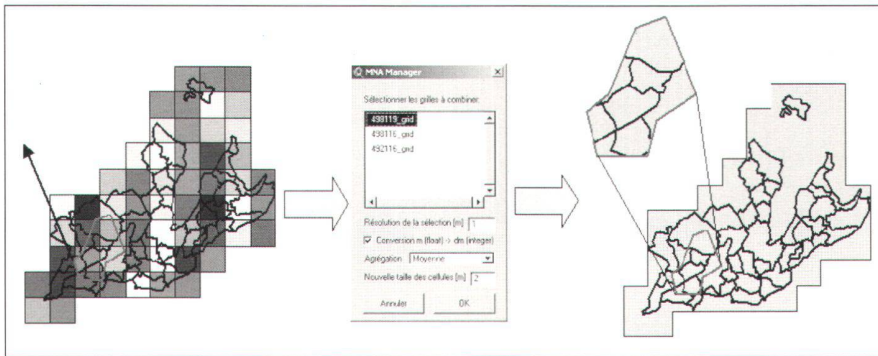 MNA Manager
Sélectionner les grilles à combiner:
498119_grid
498116_grid
492116_grid
Résolution de la sélection [m] 1
Conversion m (float) -> dm (integer)
Agrégation Moyenne
Nouvelle taille des cellules [m] 2
Annuler OK